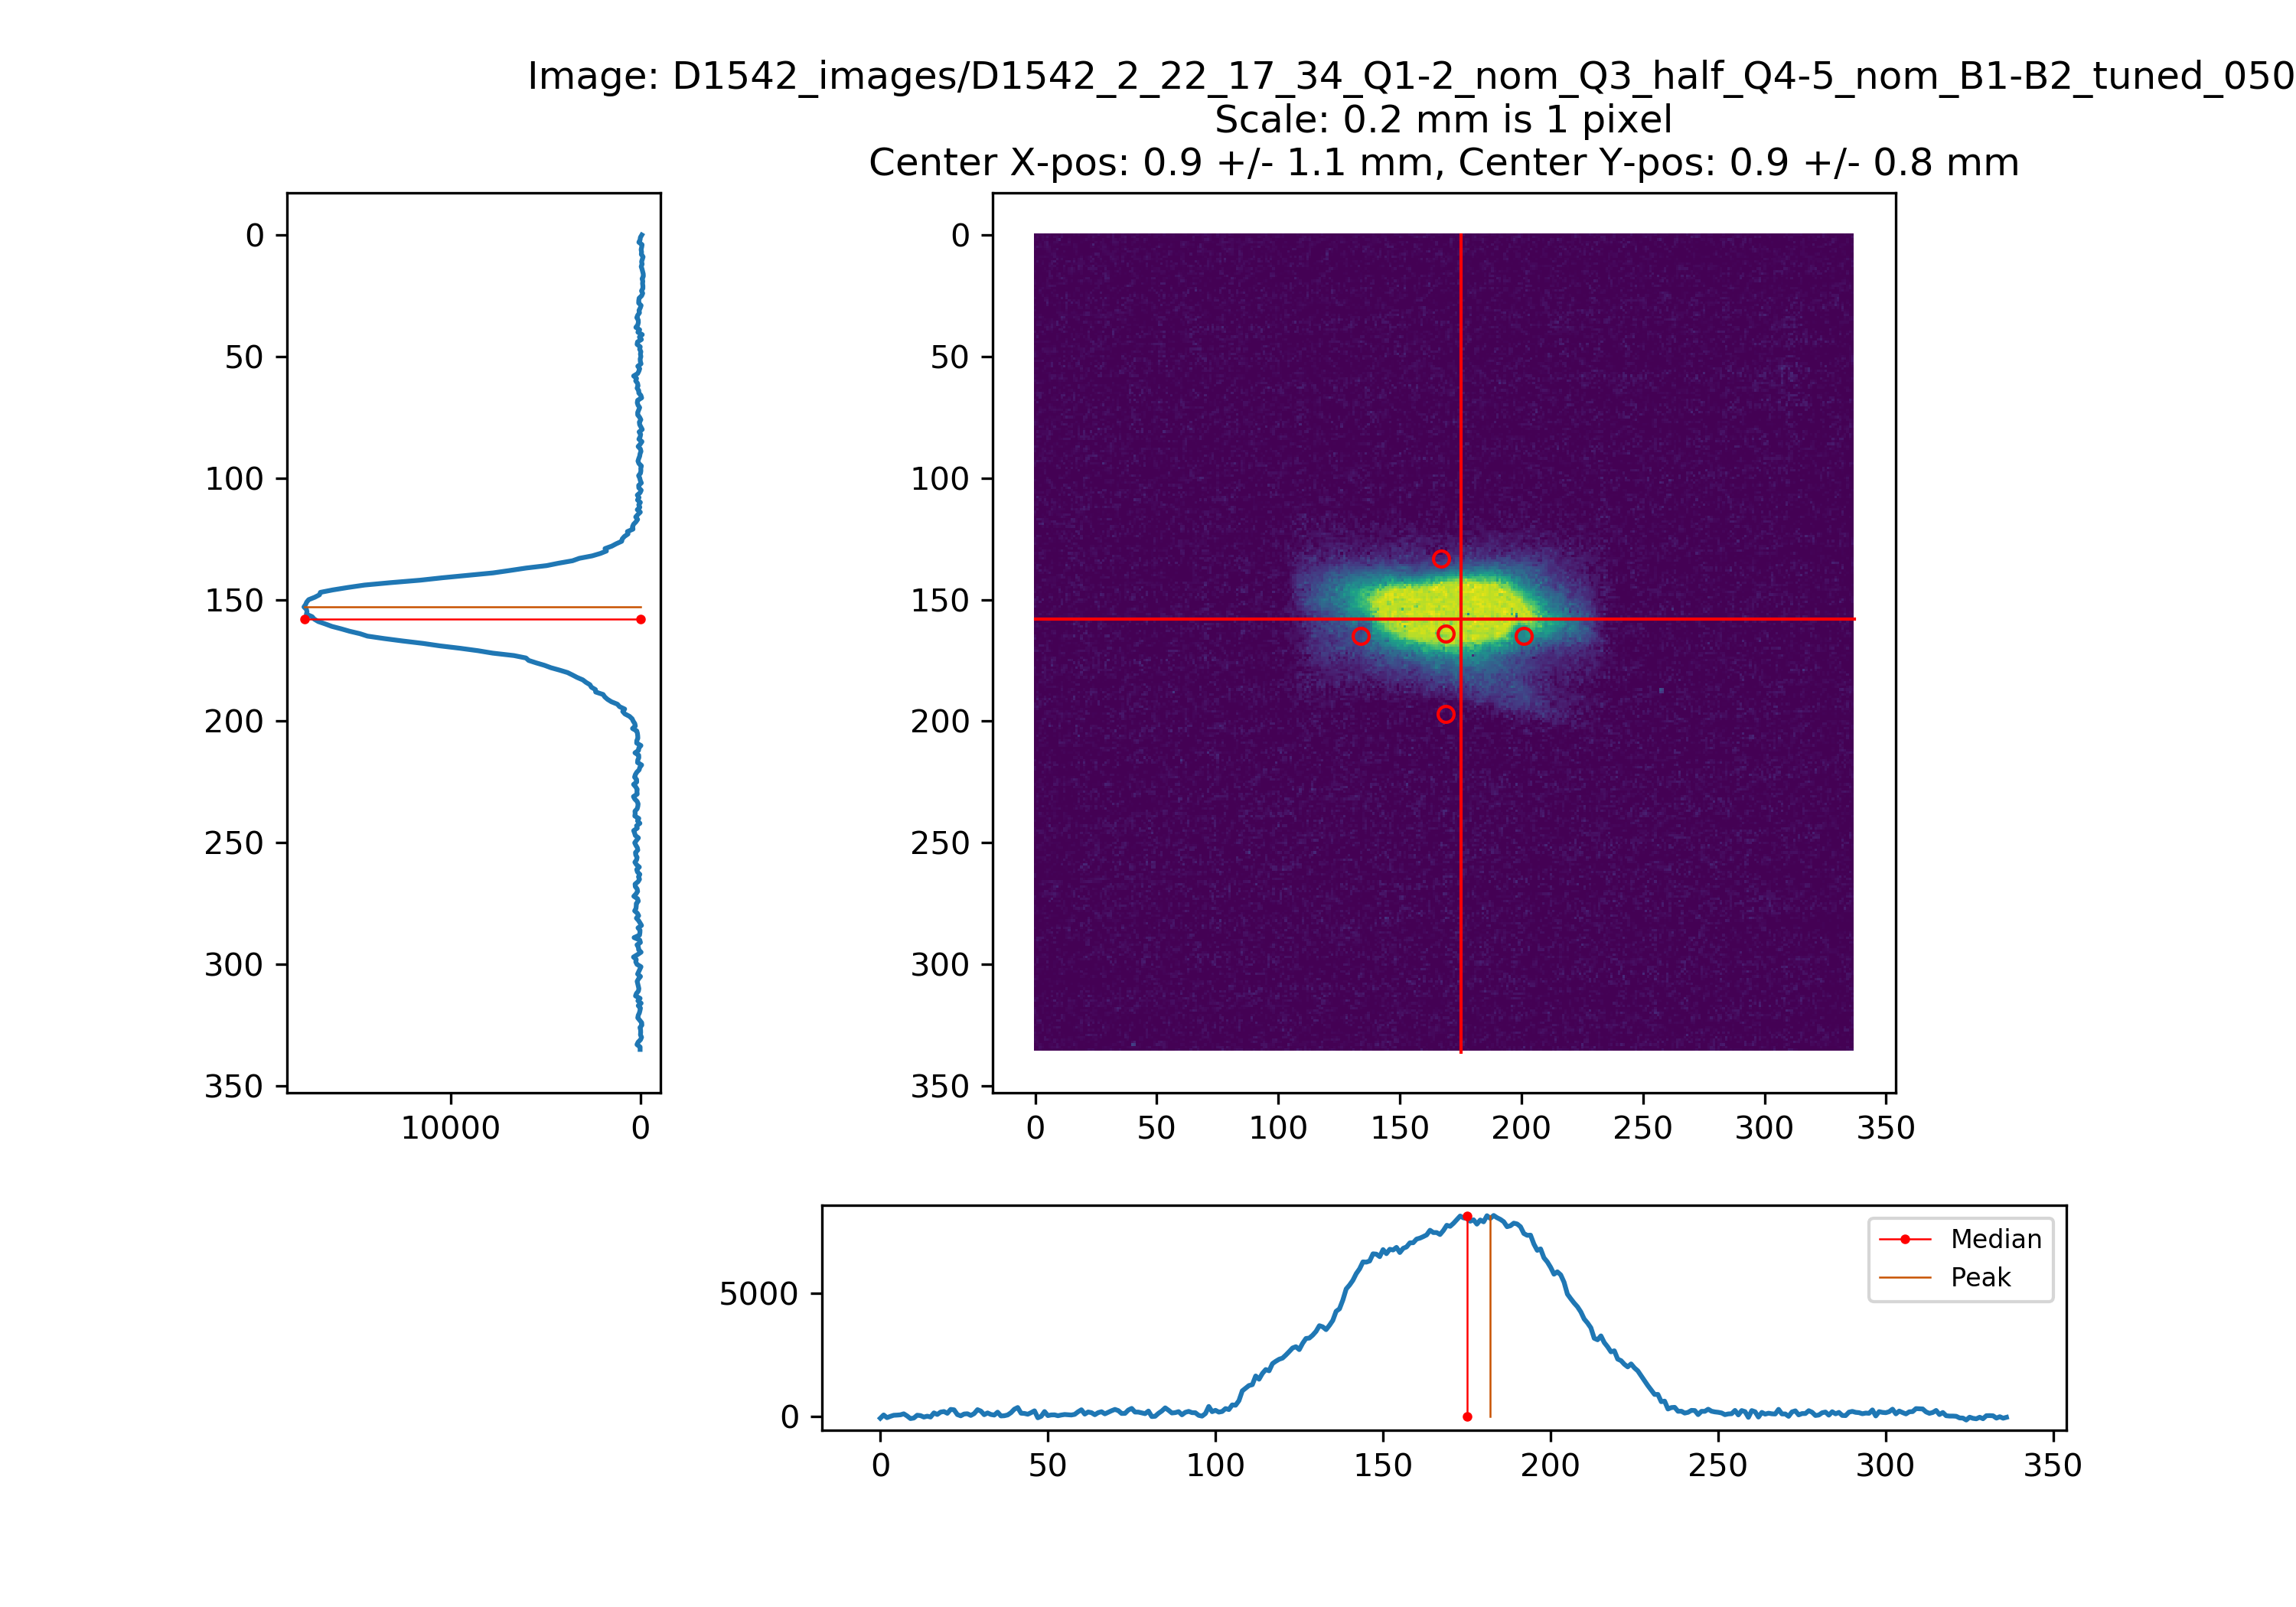 Image: D1542_images/D1542_2_22_17_34_Q1-2_nom_Q3_half_Q4-5_nom_B1-B2_tuned_050
Scale: 0.2 mm is 1 pixel
Center X-pos: 0.9 +/- 1.1 mm, Center Y-pos: 0.9 +/- 0.8 mm
0
50
100
150
200
250
300
350
10000 0
0
50
100
150
200
250
300
350
0 50 100 150 200 250 300 350
5000
0
0 50 100 150 200 250 300 350
Median
Peak